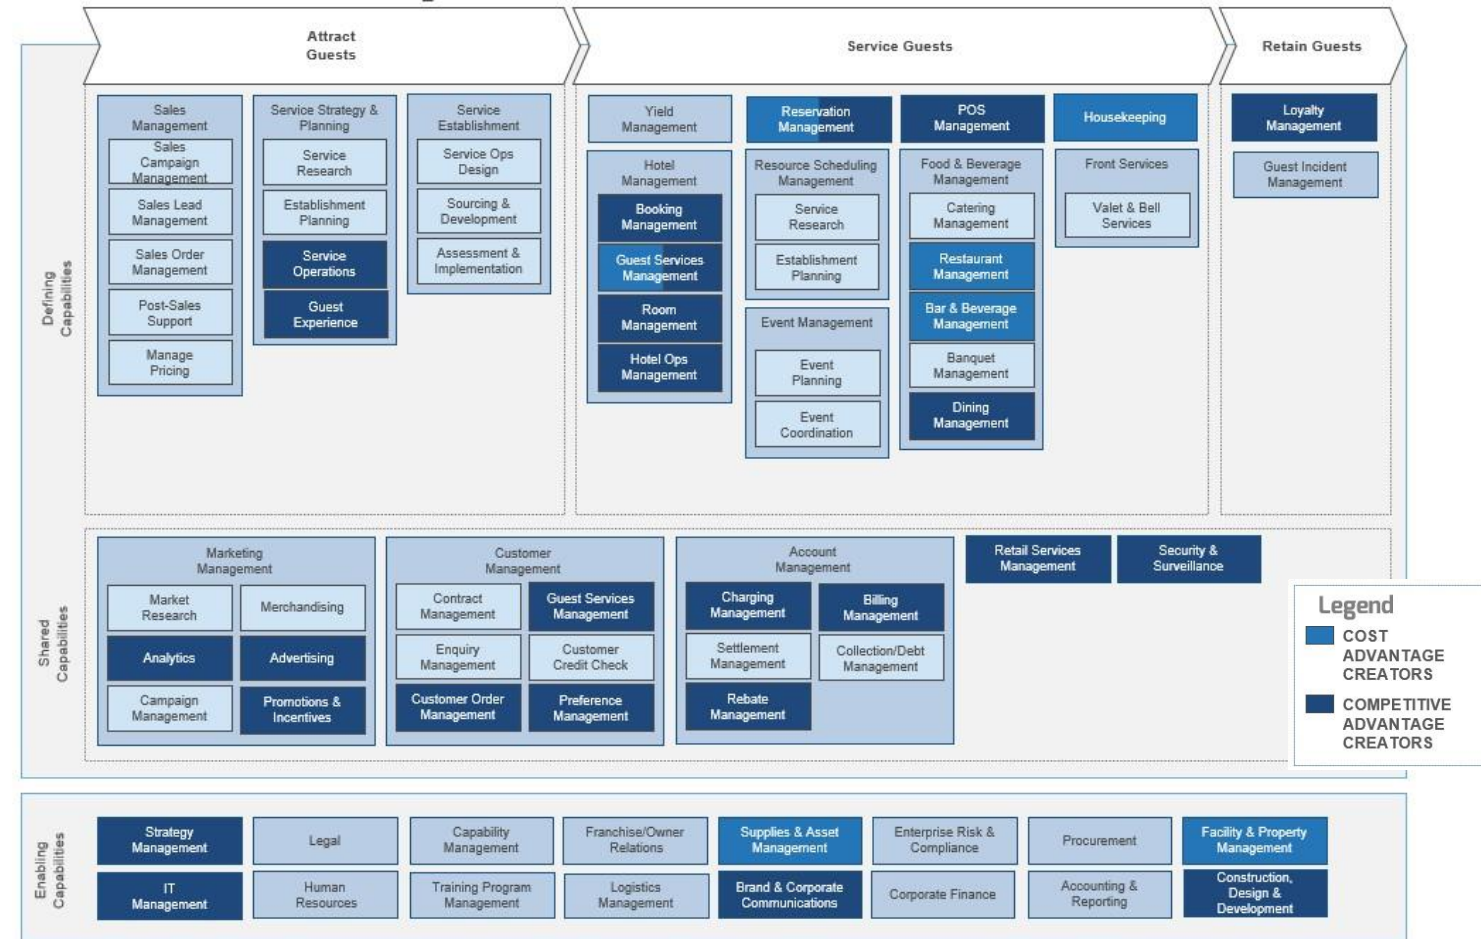 Attract
Guests
Service Guests
Retain Guests
Defining
Capabilities
Sales
Management
Sales
Campaign
Management
Sales Lead
Management
Sales Order
Management
Post-Sales
Support
Manage
Pricing
Service Strategy &
Planning
Service
Research
Establishment
Planning
Service
Operations
Guest
Experience
Service
Establishment
Service Ops
Design
Sourcing &
Development
Assessment &
Implementation
Yield
Management
Hotel
Management
Booking
Management
Guest Services
Management
Room
Management
Hotel Ops
Management
Reservation
Management
Resource Scheduling
Management
Service
Research
Establishment
Planning
Event Management
Event
Planning
Event
Coordination
POS
Management
Food & Beverage
Management
Catering
Management
Restaurant
Management
Bar & Beverage
Management
Banquet
Management
Dining
Management
Housekeeping
Front Services
Valet & Bell
Services
Loyalty
Management
Guest Incident
Management
Shared
Capabilities
Marketing
Management
Market
Research
Merchandising
Analytics
Advertising
Campaign
Management
Promotions &
Incentives
Customer
Management
Contract
Management
Guest Services
Management
Enquiry
Management
Customer
Credit Check
Customer Order
Management
Preference
Management
Account
Management
Charging
Management
Billing
Management
Settlement
Management
Collection/Debt
Management
Rebate
Management
Retail Services
Management
Security &
Surveillance
Legend
COST
ADVANTAGE
CREATORS
COMPETITIVE
ADVANTAGE
CREATORS
Enabling
Capabilities
Strategy
Management
Legal
Capability
Management
Franchise/Owner
Relations
Supplies & Asset
Management
Enterprise Risk &
Compliance
Procurement
Facility & Property
Management
IT
Management
Human
Resources
Training Program
Management
Logistics
Management
Brand & Corporate
Communications
Corporate Finance
Accounting &
Reporting
Construction,
Design &
Development